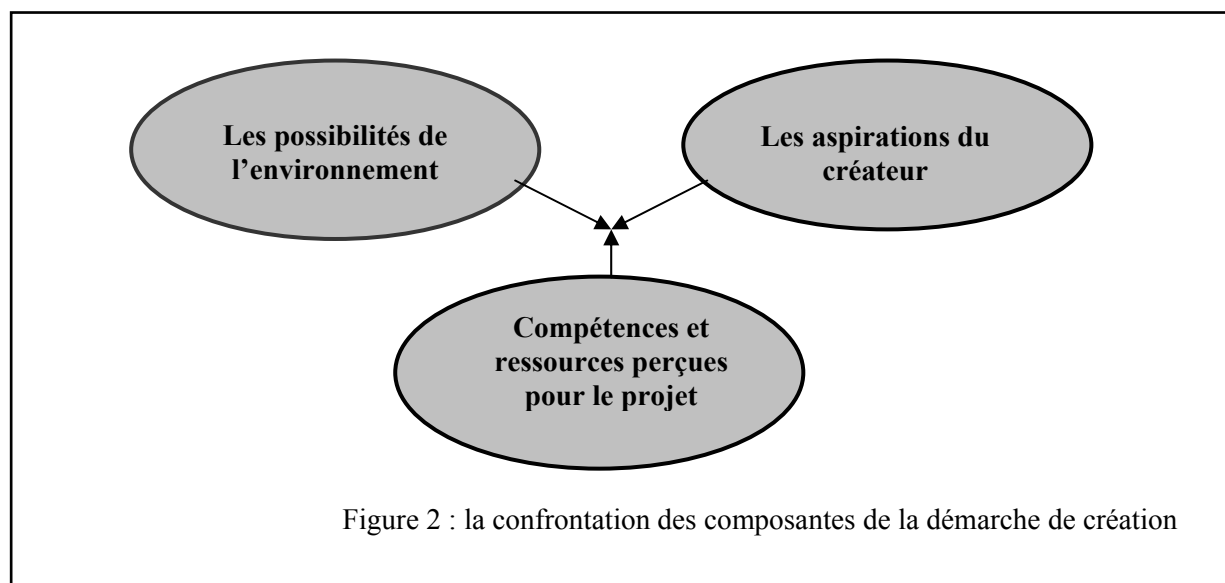 Les possibilités de
l’environnement
Les aspirations du
créateur
Compétences et
ressources perçues
pour le projet
Figure 2 : la confrontation des composantes de la démarche de création